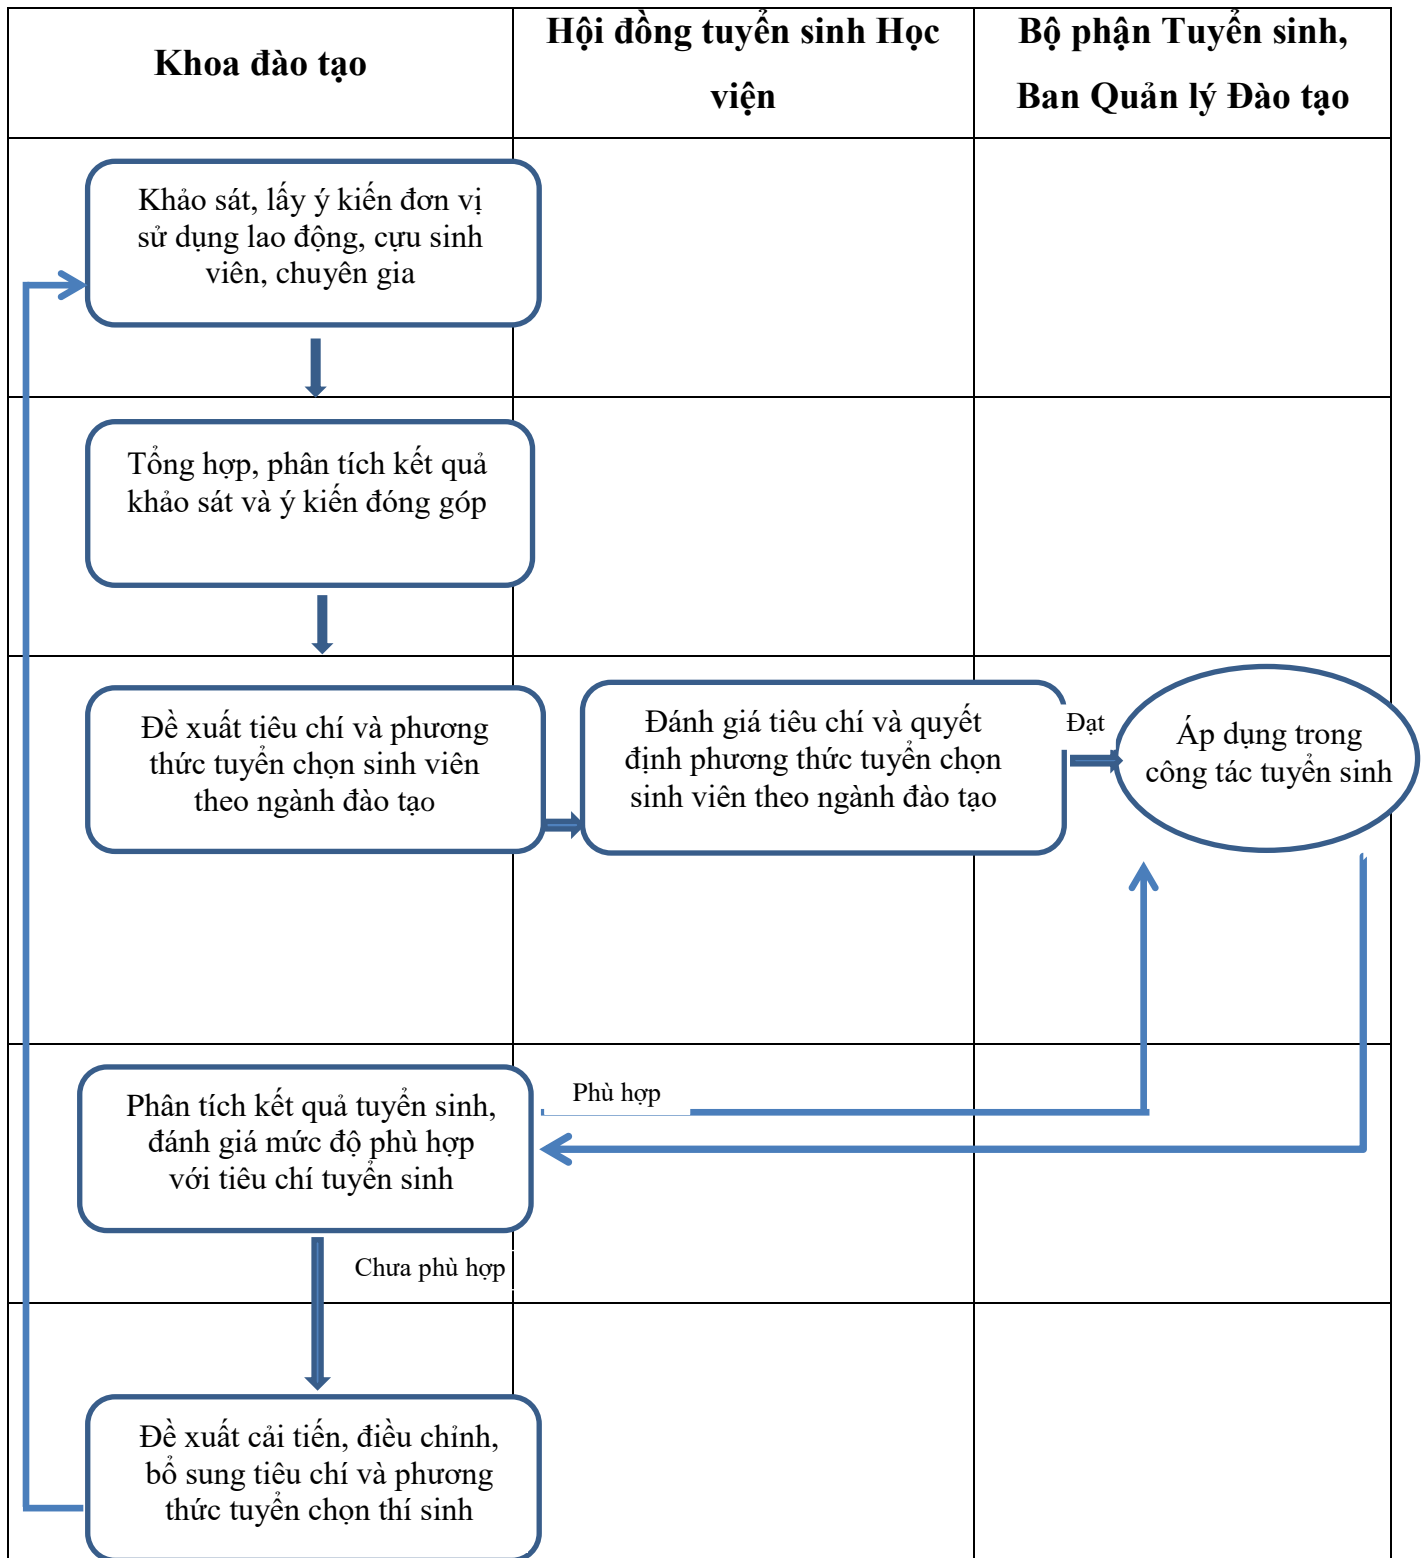 Khoa đào tạo
Hội đồng tuyển sinh Học
viện
Bộ phận Tuyển sinh,
Ban Quản lý Đào tạo
Khảo sát, lấy ý kiến đơn vị
sử dụng lao động, cựu sinh
viên, chuyên gia
Tổng hợp, phân tích kết quả
khảo sát và ý kiến đóng góp
Đề xuất tiêu chí và phương
thức tuyển chọn sinh viên
theo ngành đào tạo
Đánh giá tiêu chí và quyết
định phương thức tuyển chọn
sinh viên theo ngành đào tạo
Đạt
Áp dụng trong
công tác tuyển sinh
Phân tích kết quả tuyển sinh,
đánh giá mức độ phù hợp
với tiêu chí tuyển sinh
Phù hợp
Chưa phù hợp
Đề xuất cải tiến, điều chỉnh,
bổ sung tiêu chí và phương
thức tuyển chọn thí sinh